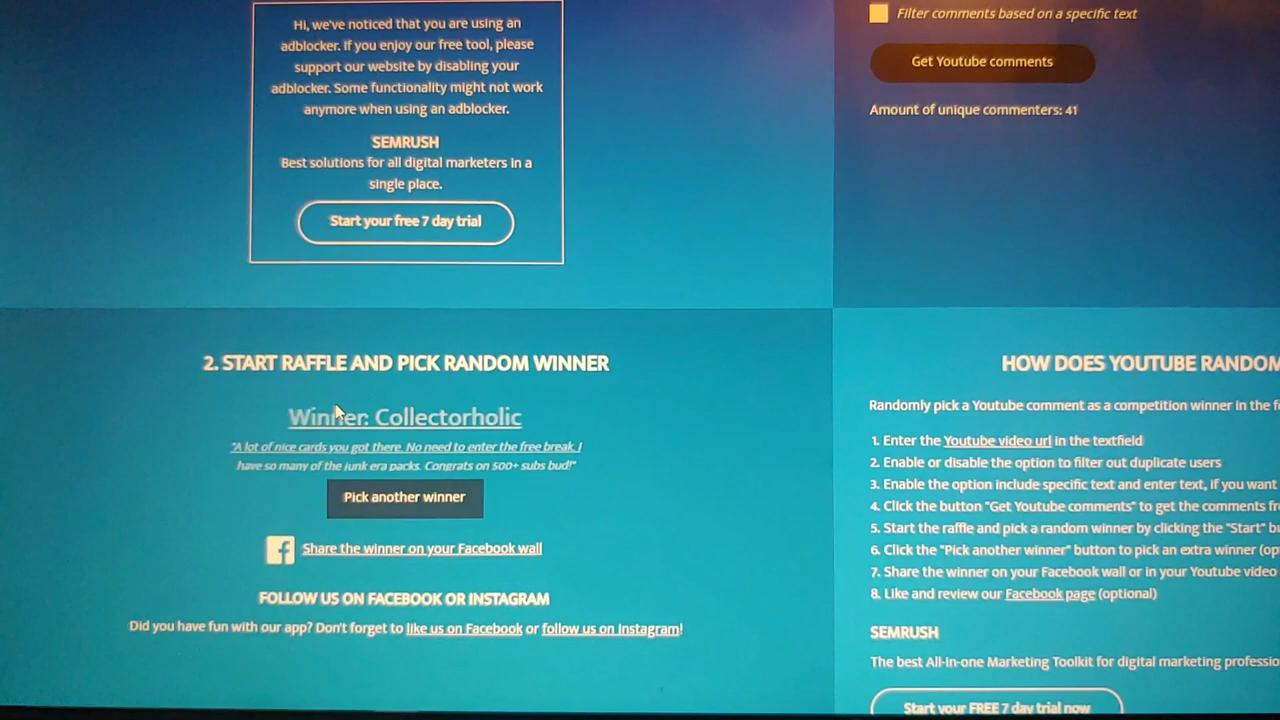 Hi, we've noticed that you are using an
adblocker. If you enjoy our free tool, please
support our website by disabling your
adblocker. Some functionality might not work
anymore when using an adblocker.
SEMRUSH
Best solutions for all digital marketers in a
single place.
Start your free 7 day trial
Filter comments based on a specific text
Get Youtube comments
Amount of unique commenters: 41
2. START RAFFLE AND PICK RANDOM WINNER
Winner: Collectorholic
"A lot of nice cards you got there. No need to enter the free break. I
have so many of the junk era packs. Congrats on 500+ subs bud!"
Pick another winner
Share the winner on your Facebook wall
FOLLOW US ON FACEBOOK OR INSTAGRAM
Did you have fun with our app? Don't forget to like us on Facebook or follow us on Instagram!
HOW DOES YOUTUBE RANDOM
Randomly pick a Youtube comment as a competition winner in the f
1. Enter the Youtube video url in the textfield
2. Enable or disable the option to filter out duplicate users
3. Enable the option include specific text and enter text, if you want
4. Click the button "Get Youtube comments" to get the comments fr
5. Start the raffle and pick a random winner by clicking the "Start" bu
6. Click the "Pick another winner" button to pick an extra winner (op
7. Share the winner on your Facebook wall or in your Youtube video
8. Like and review our Facebook page (optional)
SEMRUSH
The best All-in-one Marketing Toolkit for digital marketing professio
Start your FREE 7 day trial now